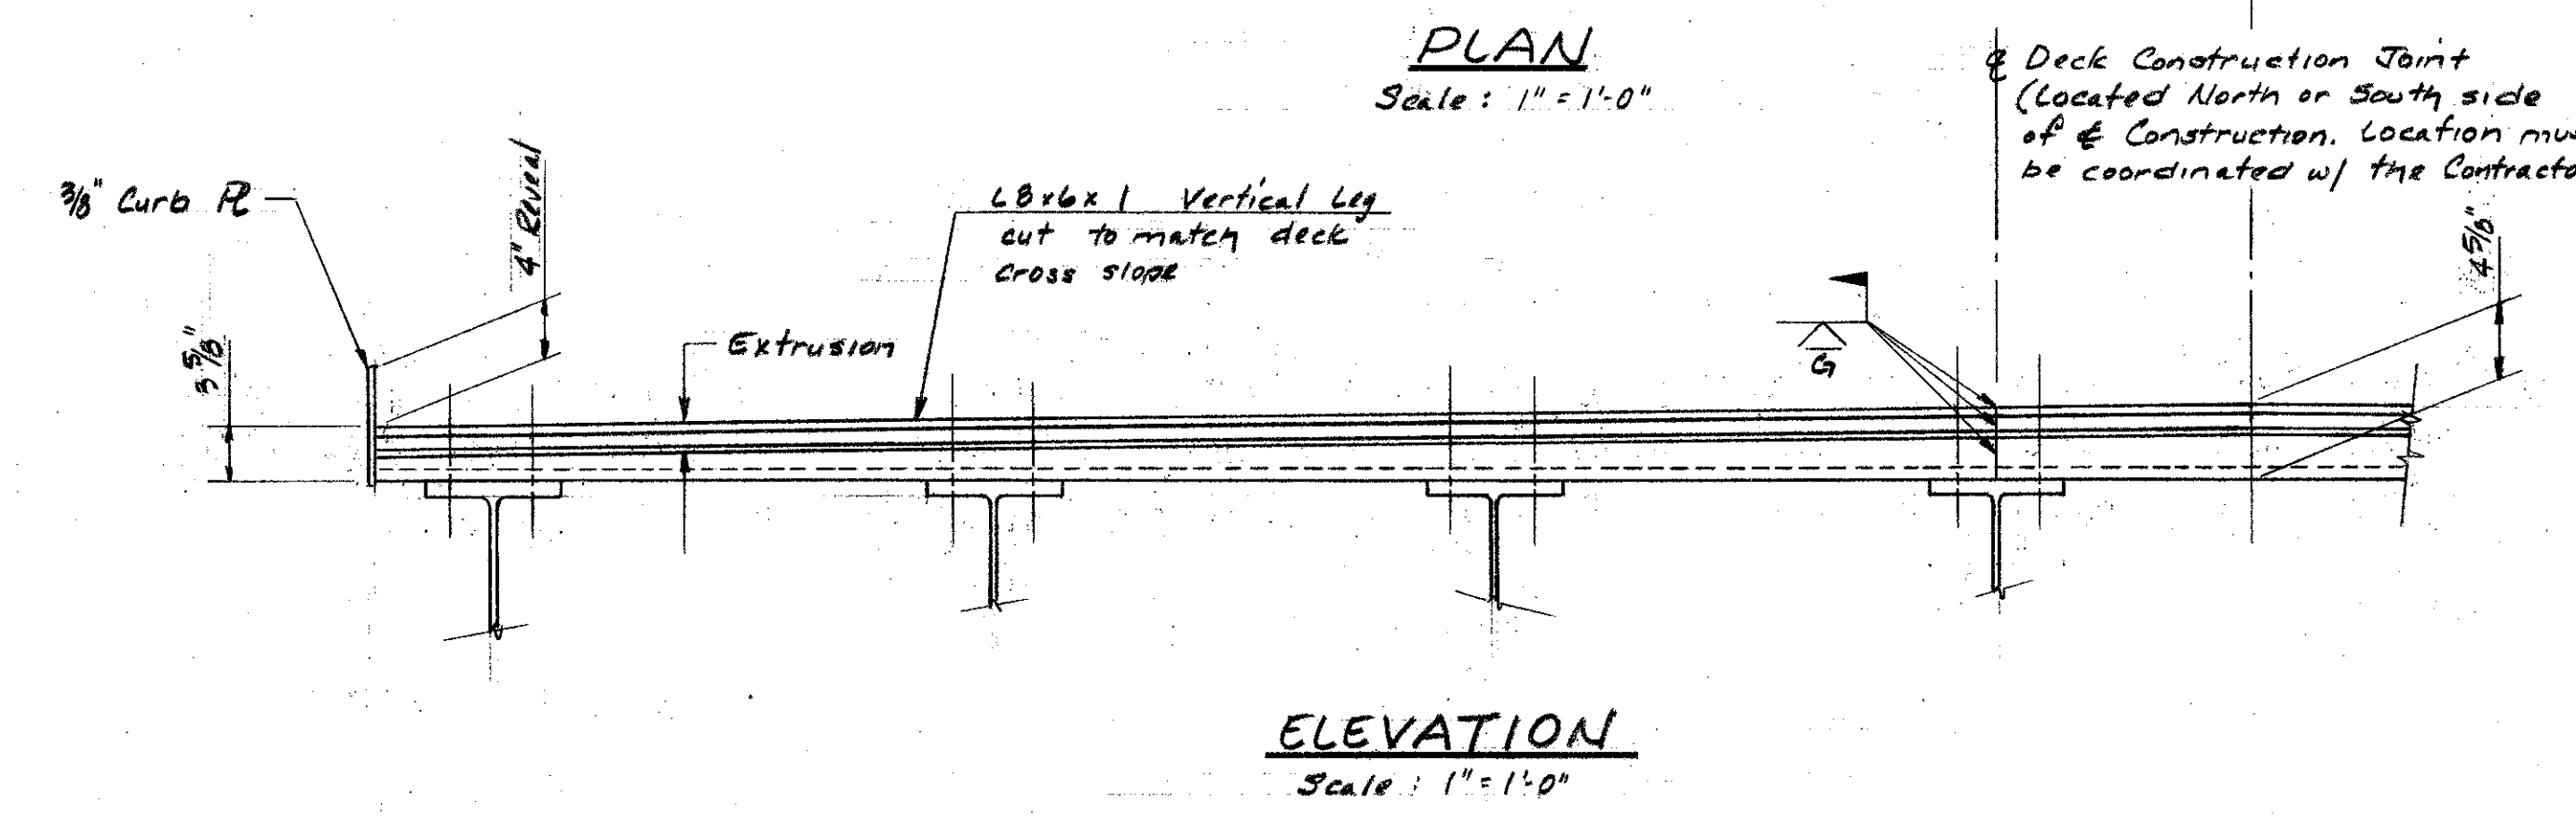 PLAN
Scale: 1" = 1'-0"
℄ Deck Construction Joint
(Located North or South side
of ℄ Construction. Location
be coordinated w/ the
3/8" Curb PL
4" Reveal
L8x6x1 Vertical Leg
cut to match deck
cross slope
4 5/8"
3 5/8"
Extrusion
G
ELEVATION
Scale: 1" = 1'-0"